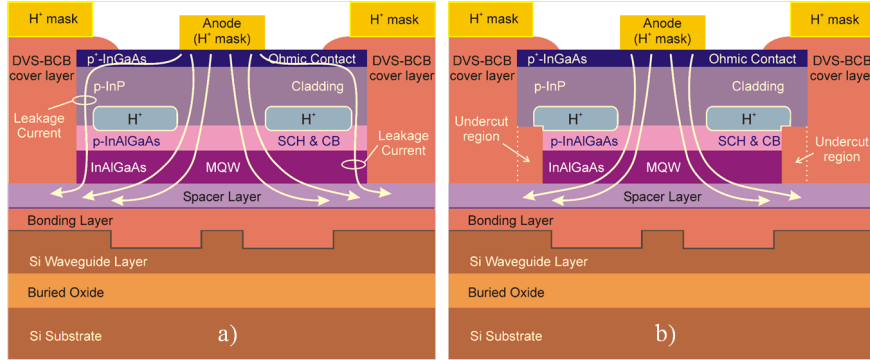 H⁺ mask
Anode
(H⁺ mask)
H⁺ mask
DVS-BCB
cover layer
p⁺-InGaAs
Ohmic Contact
DVS-BCB
cover layer
p-InP
Cladding
Leakage
Current
H⁺
H⁺
Leakage
Current
p-InAlGaAs
SCH & CB
InAlGaAs
MQW
Spacer Layer
Bonding Layer
Si Waveguide Layer
Buried Oxide
Si Substrate
a)
H⁺ mask
Anode
(H⁺ mask)
H⁺ mask
DVS-BCB
cover layer
p⁺-InGaAs
Ohmic Contact
DVS-BCB
cover layer
p-InP
Cladding
H⁺
H⁺
Undercut
region
p-InAlGaAs
SCH & CB
Undercut
region
InAlGaAs
MQW
Spacer Layer
Bonding Layer
Si Waveguide Layer
Buried Oxide
Si Substrate
b)